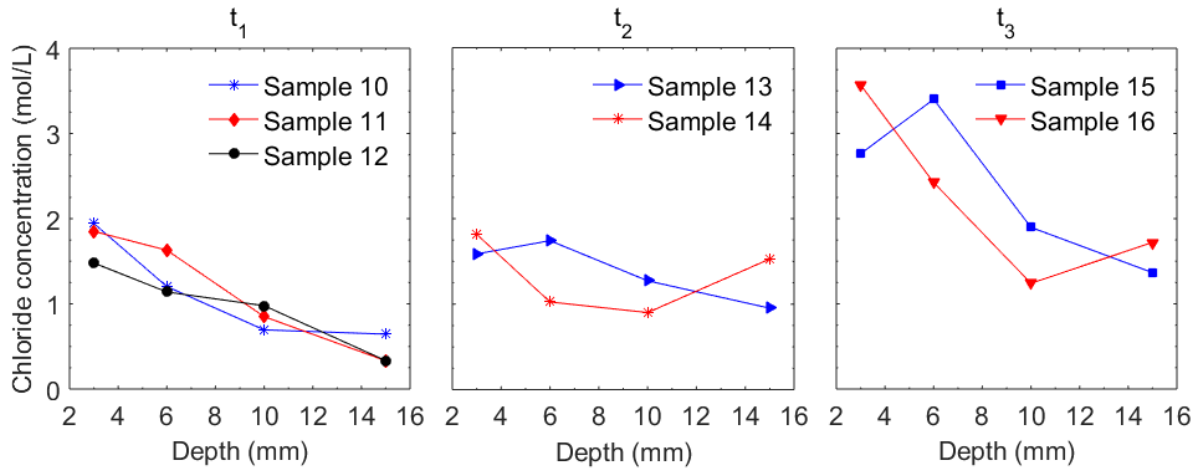 t1
t2
t3
Chloride concentration (mol/L)
4
3
2
1
0
Sample 10
Sample 11
Sample 12
Sample 13
Sample 14
Sample 15
Sample 16
2 4 6 8 10 12 14 16
2 4 6 8 10 12 14 16
2 4 6 8 10 12 14 16
Depth (mm)
Depth (mm)
Depth (mm)